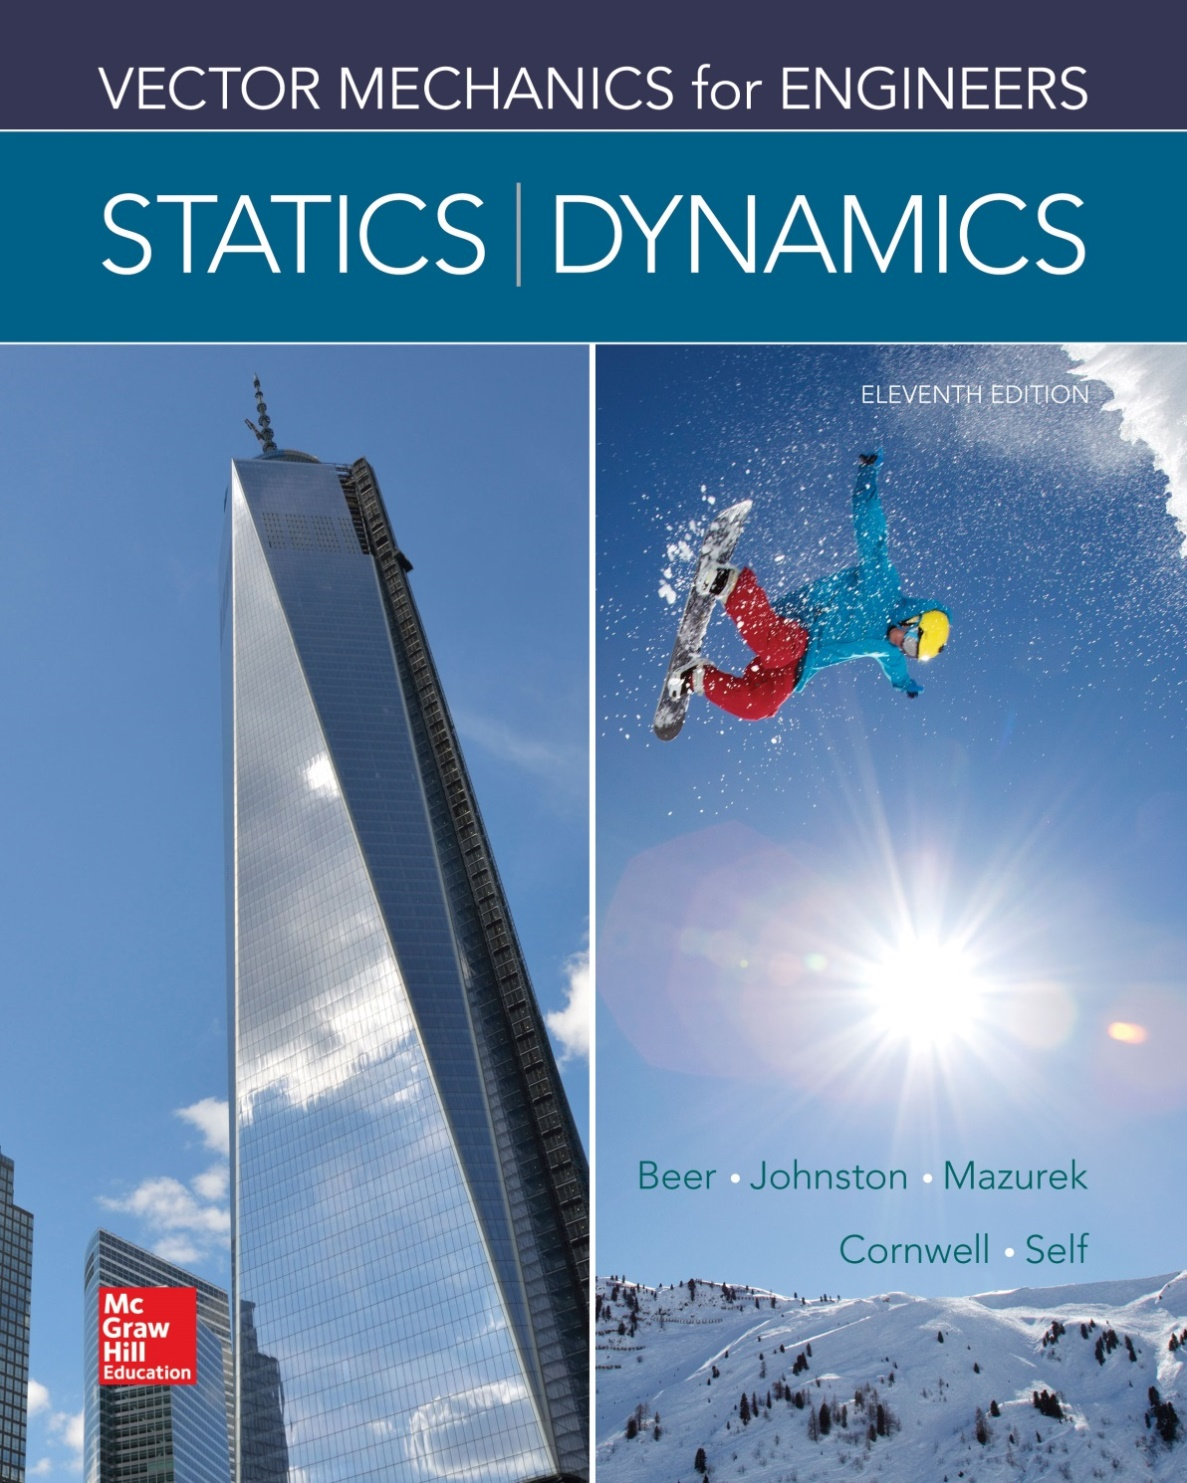 VECTOR MECHANICS for ENGINEERS
STATICS | DYNAMICS
ELEVENTH EDITION
Beer • Johnston • Mazurek
Cornwell • Self
Mc
Graw
Hill
Education